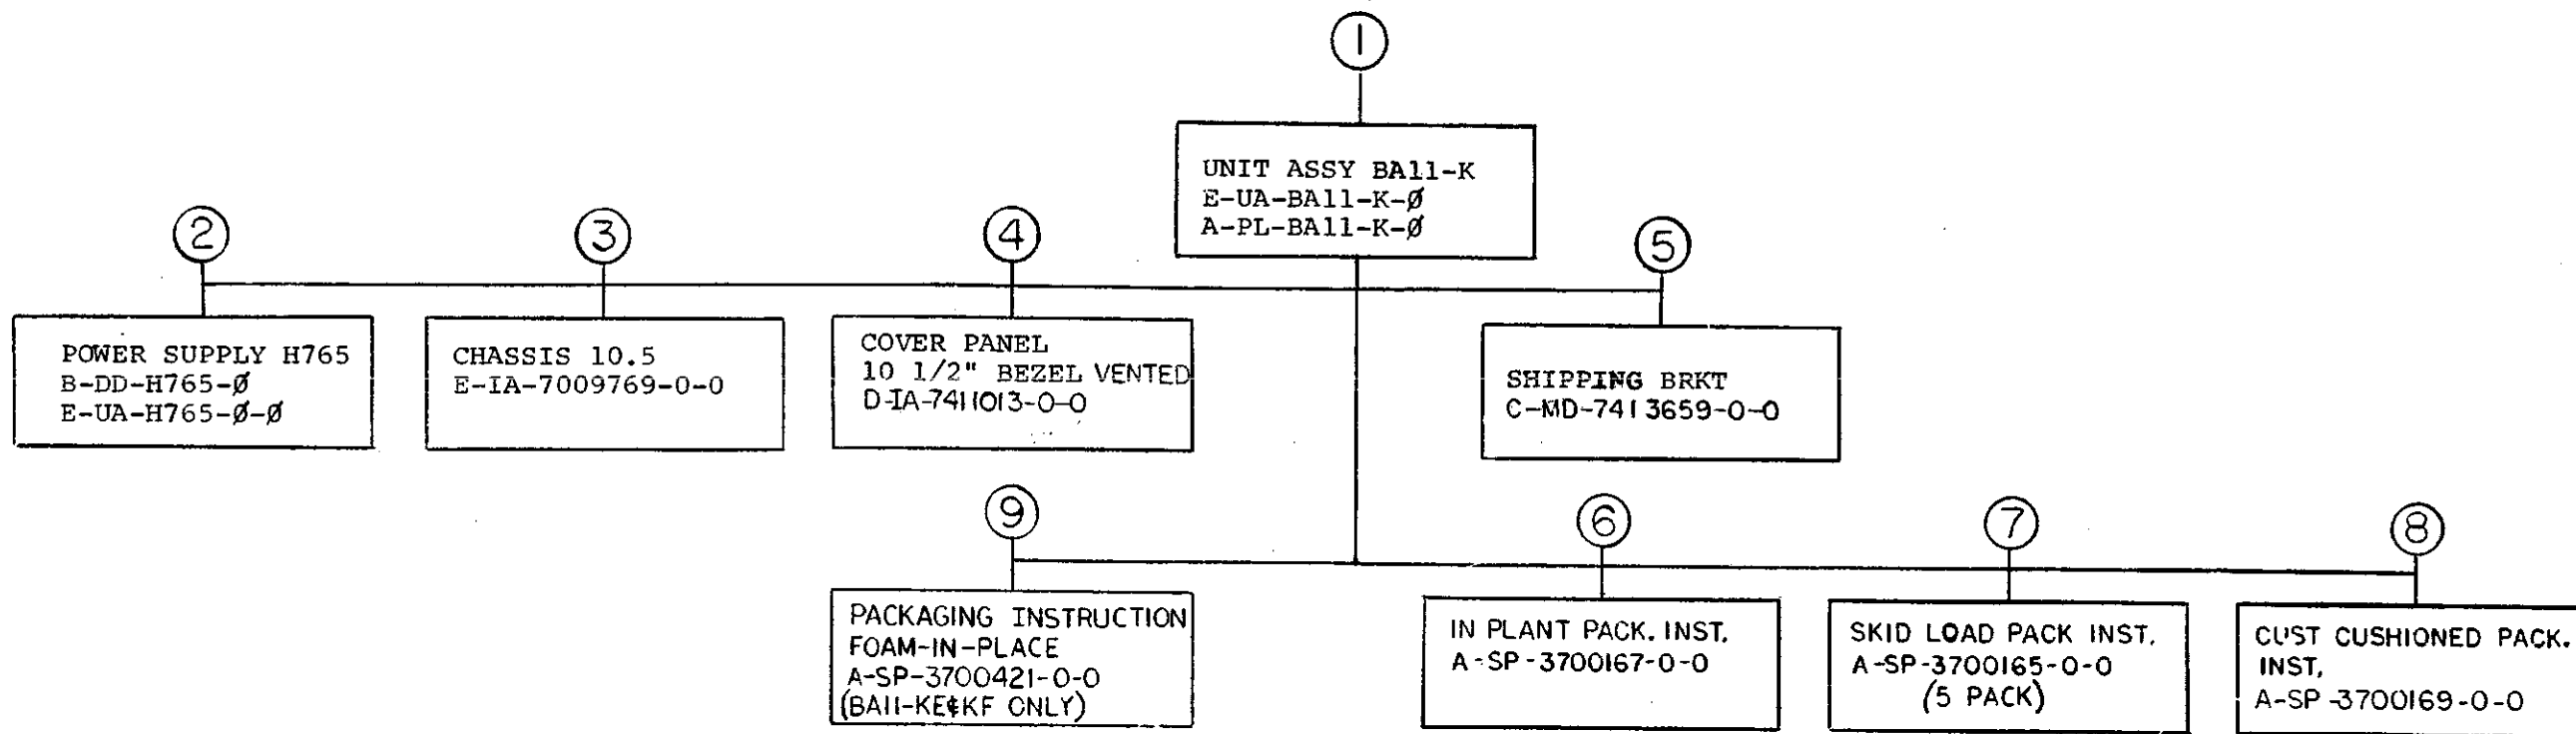 1
UNIT ASSY BA11-K
E-UA-BA11-K-Ø
A-PL-BA11-K-Ø
2
POWER SUPPLY H765
B-DD-H765-Ø
E-UA-H765-Ø-Ø
3
CHASSIS 10.5
E-IA-7009769-0-0
4
COVER PANEL
10 1/2" BEZEL VENTED
D-IA-7411013-0-0
5
SHIPPING BRKT
C-MD-7413659-0-0
9
PACKAGING INSTRUCTION
FOAM-IN-PLACE
A-SP-3700421-0-0
(BA11-KE&KF ONLY)
6
IN PLANT PACK. INST.
A-SP-3700167-0-0
7
SKID LOAD PACK INST.
A-SP-3700165-0-0
(5 PACK)
8
CUST CUSHIONED PACK.
INST.
A-SP-3700169-0-0